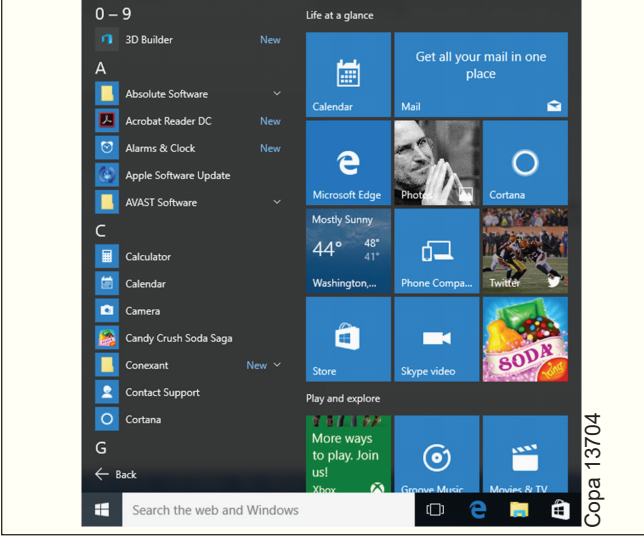 0 – 9
3D Builder New
A
Absolute Software
Acrobat Reader DC New
Alarms & Clock New
Apple Software Update
AVAST Software
C
Calculator
Calendar
Camera
Candy Crush Soda Saga
Conexant New
Contact Support
Cortana
G
Back
Search the web and Windows
Life at a glance
Calendar
Get all your mail in one
place
Mail
Microsoft Edge
Photos
Cortana
Mostly Sunny
44° 48°
41°
Washington,...
Phone Compa...
Twitter
Store
Skype video
SODA
King
Play and explore
More ways
to play. Join
us!
Xbox
Groove Music
Movies & TV
Copa 13704